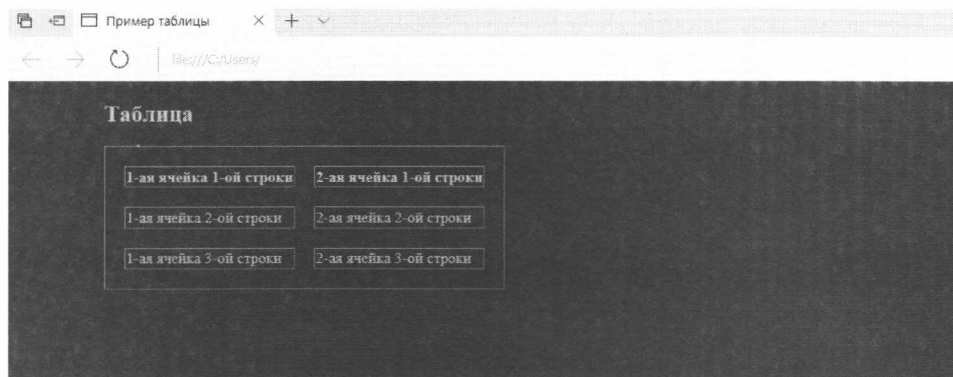 Пример таблицы
file:///C:/Users/
Таблица
1-ая ячейка 1-ой строки 2-ая ячейка 1-ой строки
1-ая ячейка 2-ой строки 2-ая ячейка 2-ой строки
1-ая ячейка 3-ой строки 2-ая ячейка 3-ой строки